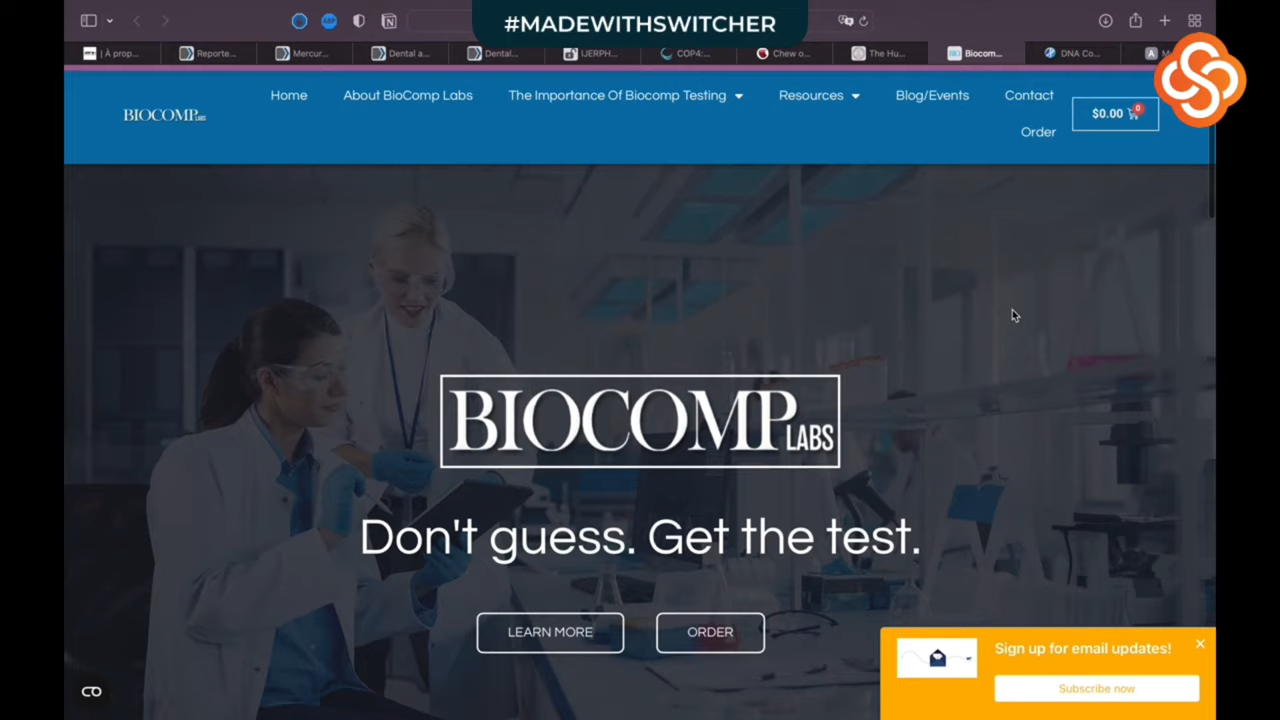 #MADEWITHSWITCHER
| À prop...
Reporte...
Mercur...
Dental a...
Dental...
IJERPH...
COP4:...
Chew o...
The Hu...
Biocom...
DNA Co...
BIOCOMP LABS
Home
About BioComp Labs
The Importance Of Biocomp Testing
Resources
Blog/Events
Contact
Order
$0.00
0
BIOCOMP LABS
Don't guess. Get the test.
LEARN MORE
ORDER
Sign up for email updates!
Subscribe now